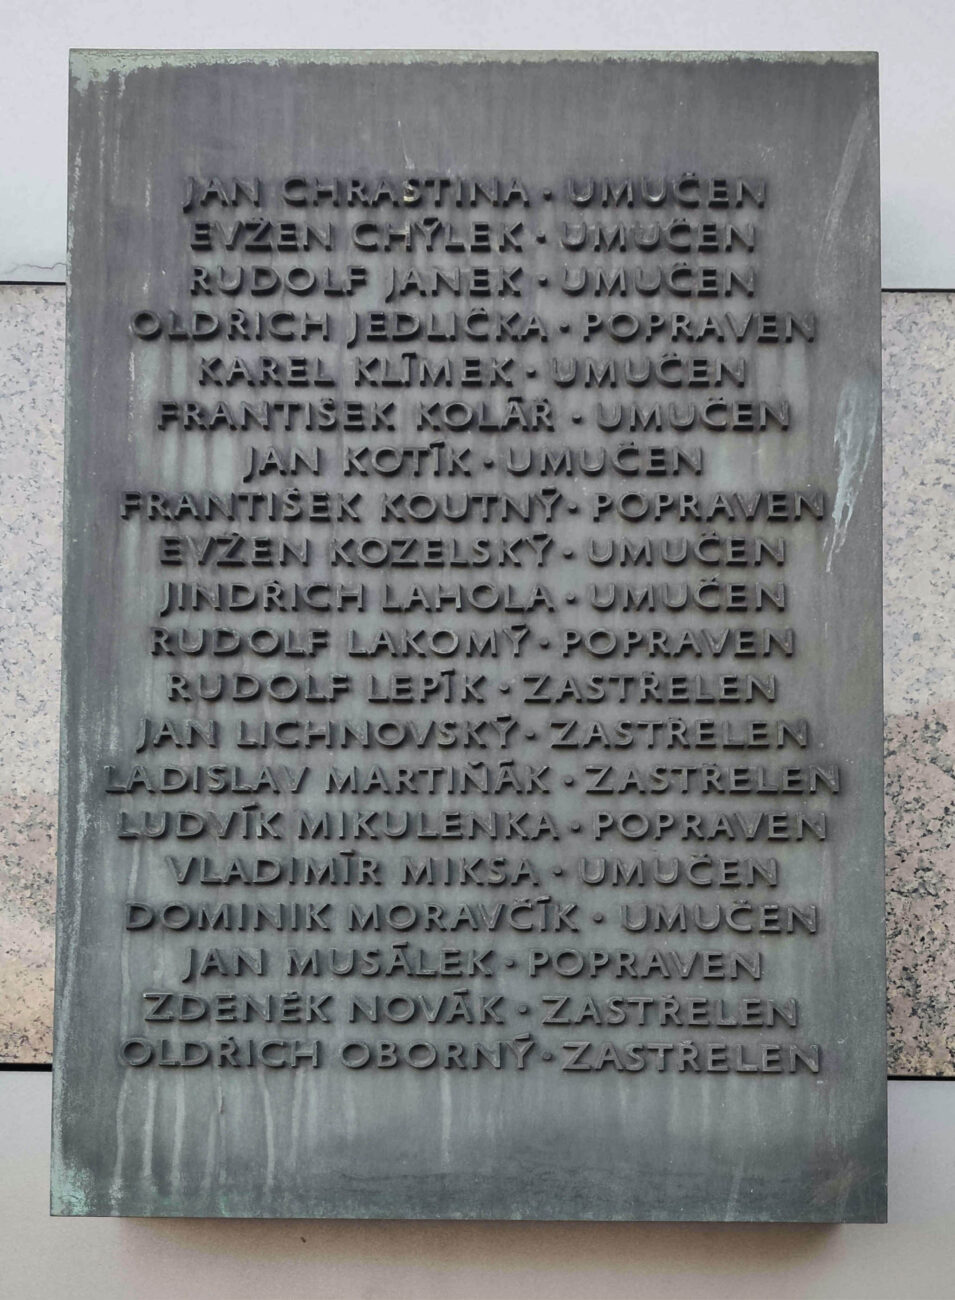 JAN CHRASTINA · UMUČEN
EVŽEN CHÝLEK · UMUČEN
RUDOLF JANEK · UMUČEN
OLDŘICH JEDLIČKA · POPRAVEN
KAREL KLÍMEK · UMUČEN
FRANTIŠEK KOLÁŘ · UMUČEN
JAN KOTÍK · UMUČEN
FRANTIŠEK KOUTNÝ · POPRAVEN
EVŽEN KOZELSKÝ · UMUČEN
JINDŘICH LAHOLA · UMUČEN
RUDOLF LAKOMÝ · POPRAVEN
RUDOLF LEPÍK · ZASTŘELEN
JAN LICHNOVSKÝ · ZASTŘELEN
LADISLAV MARTIŇÁK · ZASTŘELEN
LUDVÍK MIKULENKA · POPRAVEN
VLADIMÍR MIKSA · UMUČEN
DOMINIK MORAVČÍK · UMUČEN
JAN MUSÁLEK · POPRAVEN
ZDENĚK NOVÁK · ZASTŘELEN
OLDŘICH OBORNÝ · ZASTŘELEN